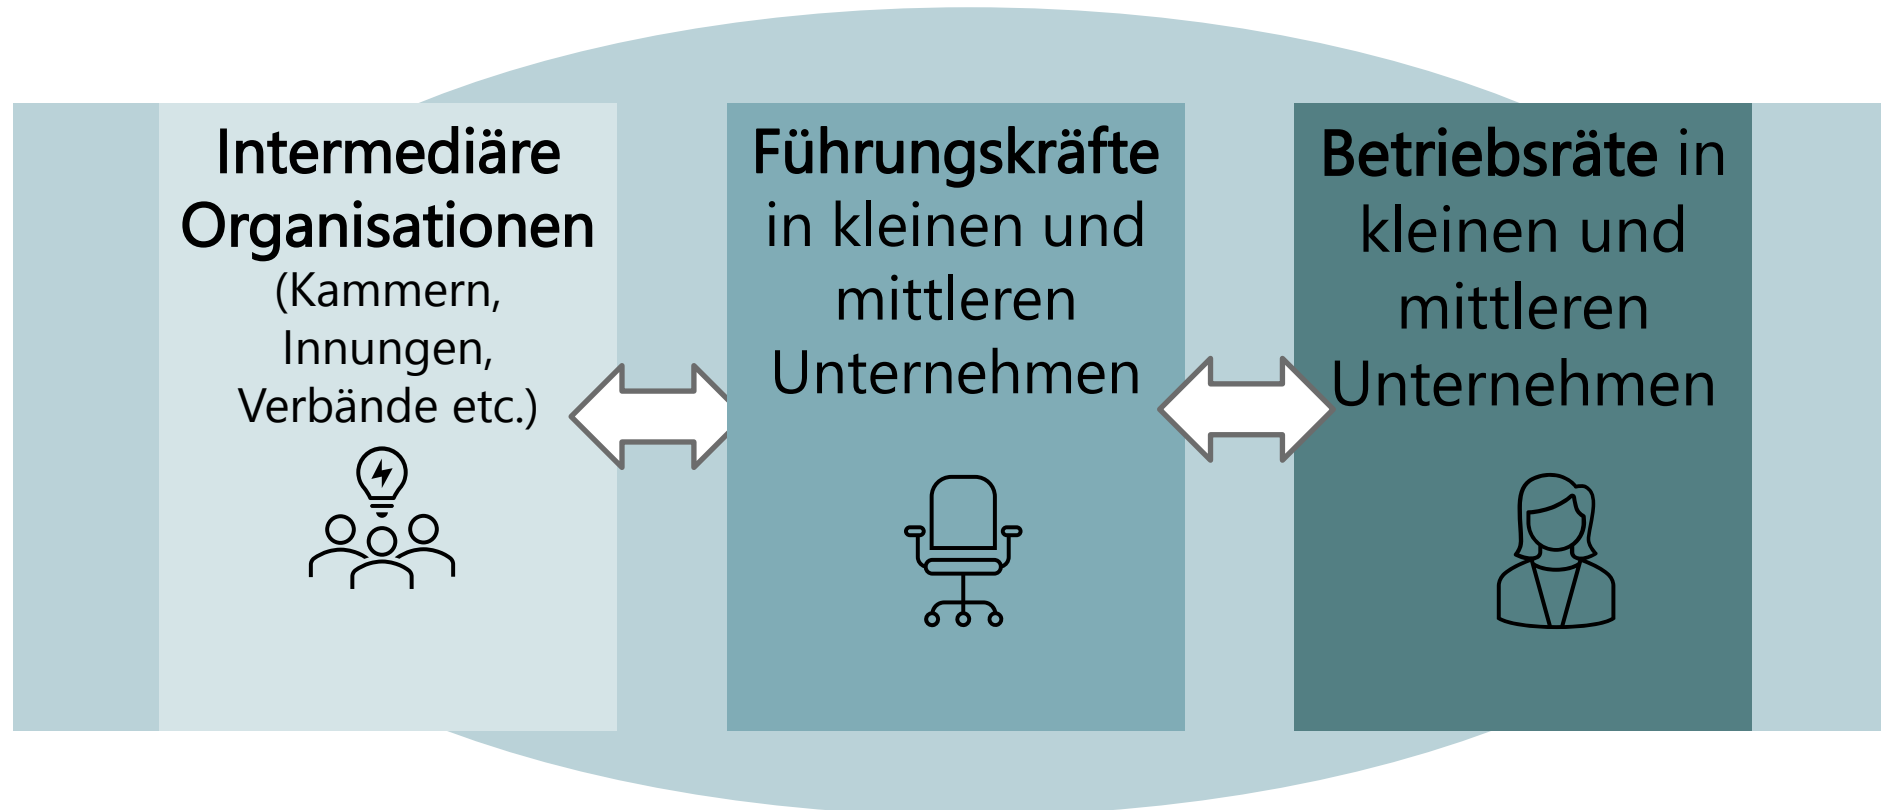 Intermediäre
Organisationen
(Kammern,
Innungen,
Verbände etc.)
Führungskräfte
in kleinen und
mittleren
Unternehmen
Betriebsräte in
kleinen und
mittleren
Unternehmen